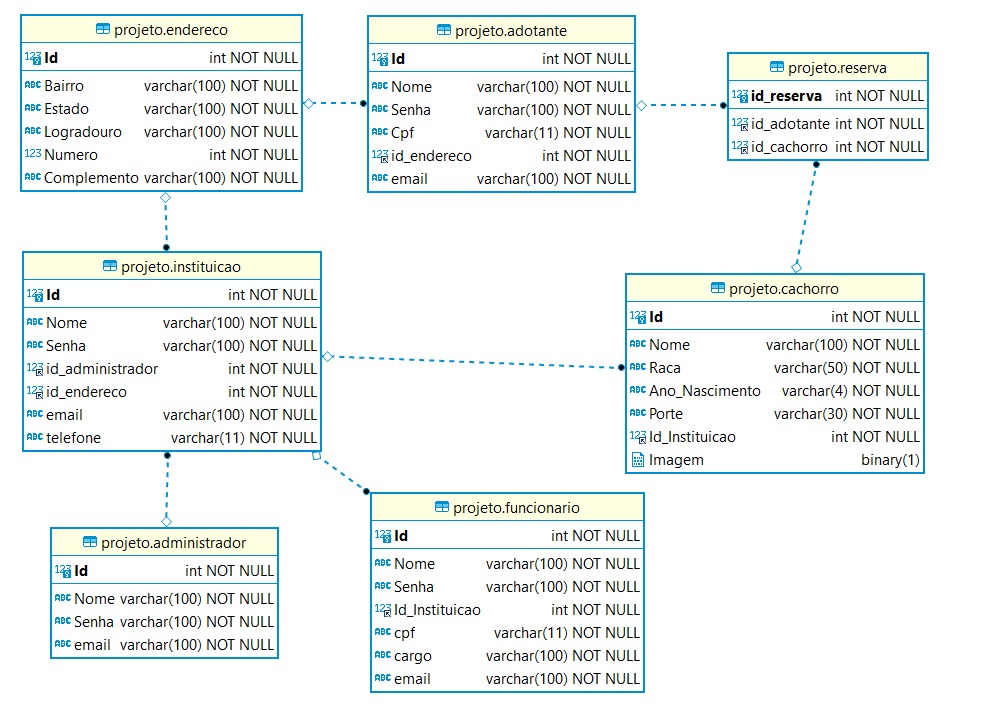 projeto.endereco
Id int NOT NULL
Bairro varchar(100) NOT NULL
Estado varchar(100) NOT NULL
Logradouro varchar(100) NOT NULL
Numero int NOT NULL
Complemento varchar(100) NOT NULL
projeto.adotante
Id int NOT NULL
Nome varchar(100) NOT NULL
Senha varchar(100) NOT NULL
Cpf varchar(11) NOT NULL
id_endereco int NOT NULL
email varchar(100) NOT NULL
projeto.reserva
id_reserva int NOT NULL
id_adotante int NOT NULL
id_cachorro int NOT NULL
projeto.instituicao
Id int NOT NULL
Nome varchar(100) NOT NULL
Senha varchar(100) NOT NULL
id_administrador int NOT NULL
id_endereco int NOT NULL
email varchar(100) NOT NULL
telefone varchar(11) NOT NULL
projeto.cachorro
Id int NOT NULL
Nome varchar(100) NOT NULL
Raca varchar(50) NOT NULL
Ano_Nascimento varchar(4) NOT NULL
Porte varchar(30) NOT NULL
Id_Instituicao int NOT NULL
Imagem binary(1)
projeto.administrador
Id int NOT NULL
Nome varchar(100) NOT NULL
Senha varchar(100) NOT NULL
email varchar(100) NOT NULL
projeto.funcionario
Id int NOT NULL
Nome varchar(100) NOT NULL
Senha varchar(100) NOT NULL
Id_Instituicao int NOT NULL
cpf varchar(11) NOT NULL
cargo varchar(100) NOT NULL
email varchar(100) NOT NULL